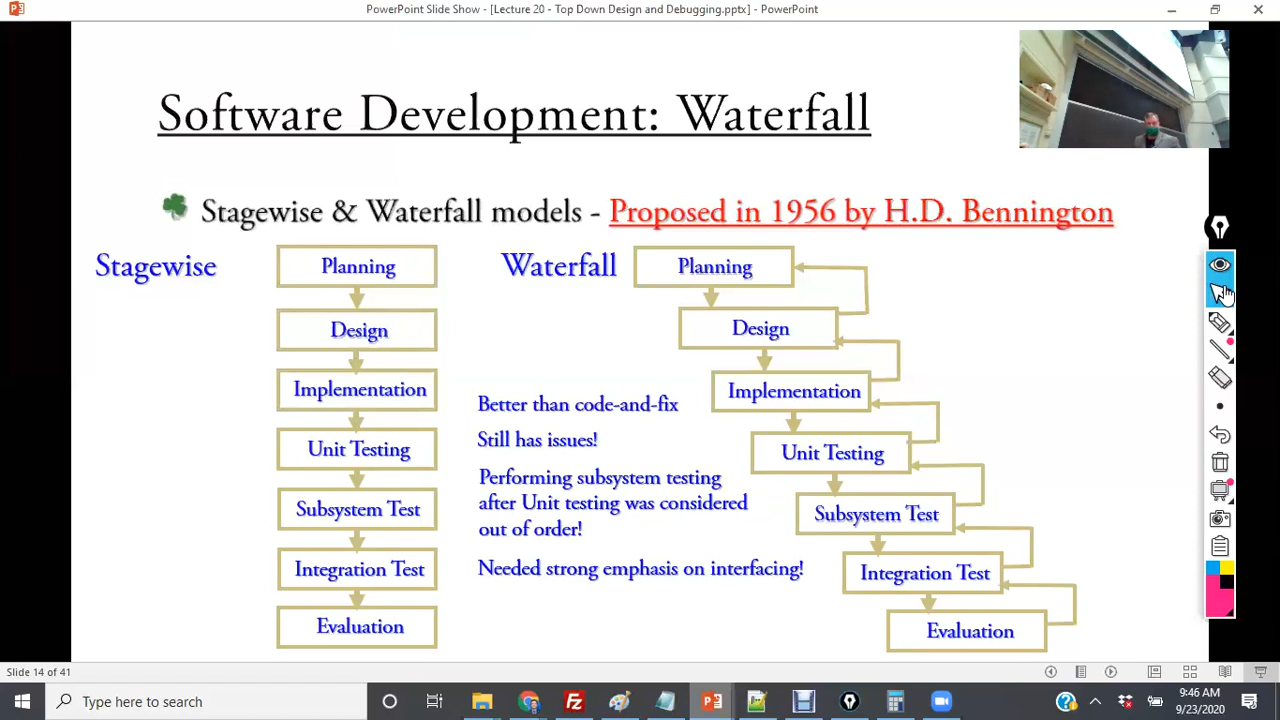 PowerPoint Slide Show - [Lecture 20 - Top Down Design and Debugging.pptx] - PowerPoint
Software Development: Waterfall
Stagewise & Waterfall models - Proposed in 1956 by H.D. Bennington
Stagewise
Planning
Design
Implementation
Unit Testing
Subsystem Test
Integration Test
Evaluation
Waterfall
Planning
Design
Implementation
Unit Testing
Subsystem Test
Integration Test
Evaluation
Better than code-and-fix
Still has issues!
Performing subsystem testing
after Unit testing was considered
out of order!
Needed strong emphasis on interfacing!
Slide 14 of 41
Type here to search
9:46 AM
9/23/2020